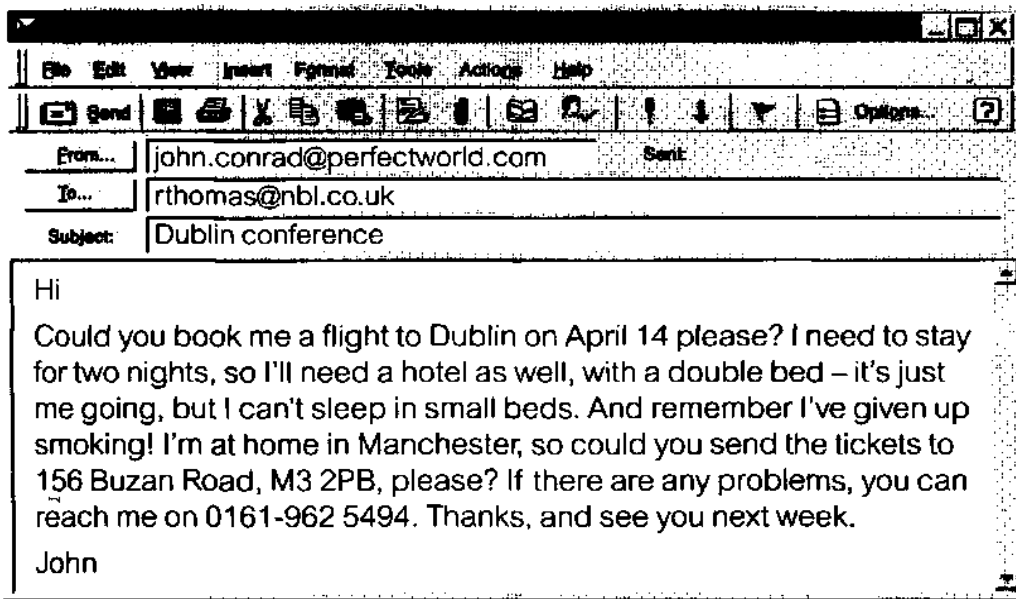 File Edit View Insert Format Tools Actions Help
Send Options...
From... john.conrad@perfectworld.com Sent:
To... rthomas@nbl.co.uk
Subject: Dublin conference
Hi
Could you book me a flight to Dublin on April 14 please? I need to stay
for two nights, so I'll need a hotel as well, with a double bed – it's just
me going, but I can't sleep in small beds. And remember I've given up
smoking! I'm at home in Manchester, so could you send the tickets to
156 Buzan Road, M3 2PB, please? If there are any problems, you can
reach me on 0161-962 5494. Thanks, and see you next week.
John